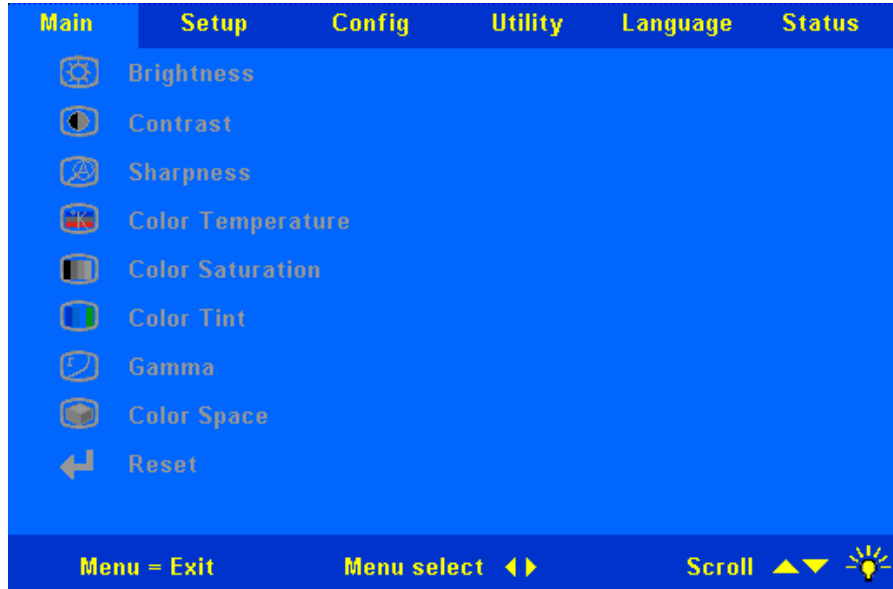 Main Setup Config Utility Language Status
Brightness
Contrast
Sharpness
Color Temperature
Color Saturation
Color Tint
Gamma
Color Space
Reset
Menu = Exit Menu select Scroll